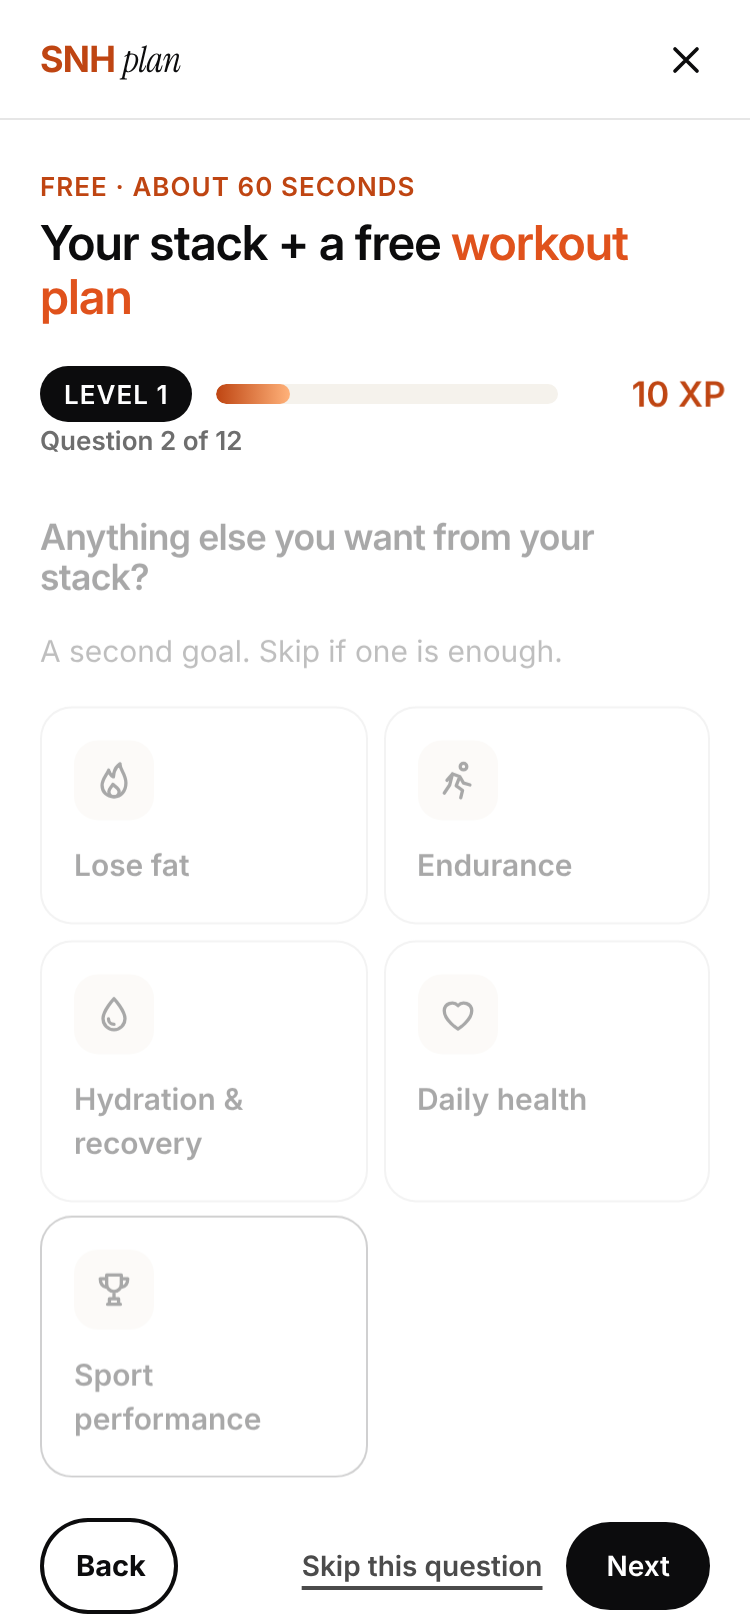 SNH plan
FREE · ABOUT 60 SECONDS
Your stack + a free workout
plan
LEVEL 1
10 XP
Question 2 of 12
Anything else you want from your
stack?
A second goal. Skip if one is enough.
Lose fat
Endurance
Hydration &
recovery
Daily health
Sport
performance
Back
Skip this question
Next